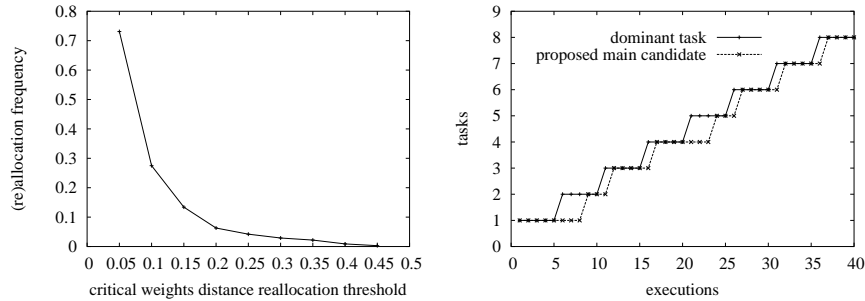 0.8
0.7
0.6
0.5
0.4
0.3
0.2
0.1
0
(re)allocation frequency
0 0.05 0.1 0.15 0.2 0.25 0.3 0.35 0.4 0.45 0.5
critical weights distance reallocation threshold
9
8
7
6
5
4
3
2
1
0
tasks
dominant task
proposed main candidate
0 5 10 15 20 25 30 35 40
executions